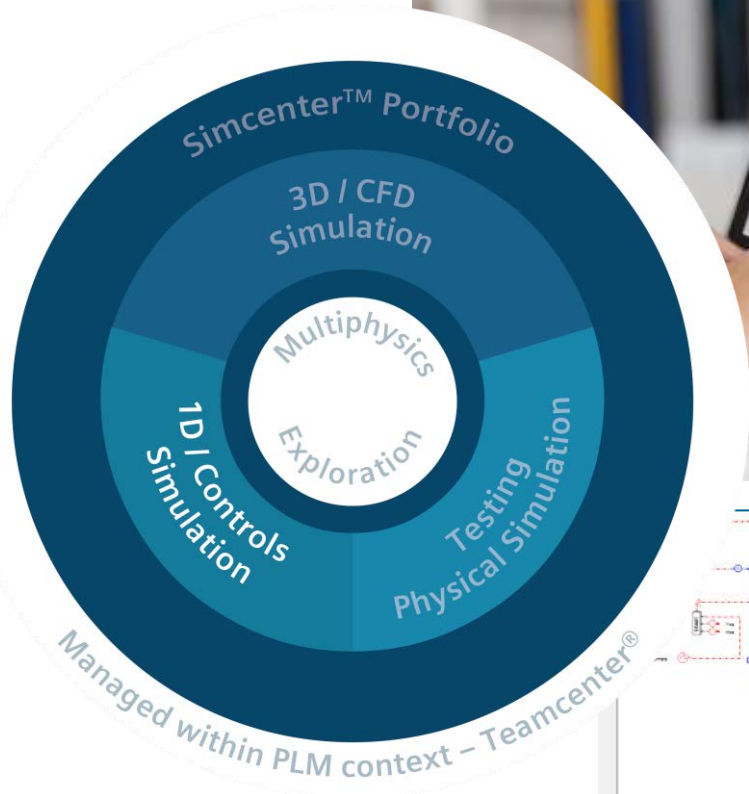 Simcenter™ Portfolio
3D / CFD
Simulation
Multiphysics
Exploration
1D / Controls
Simulation
Testing
Physical Simulation
Managed within PLM context – Teamcenter®